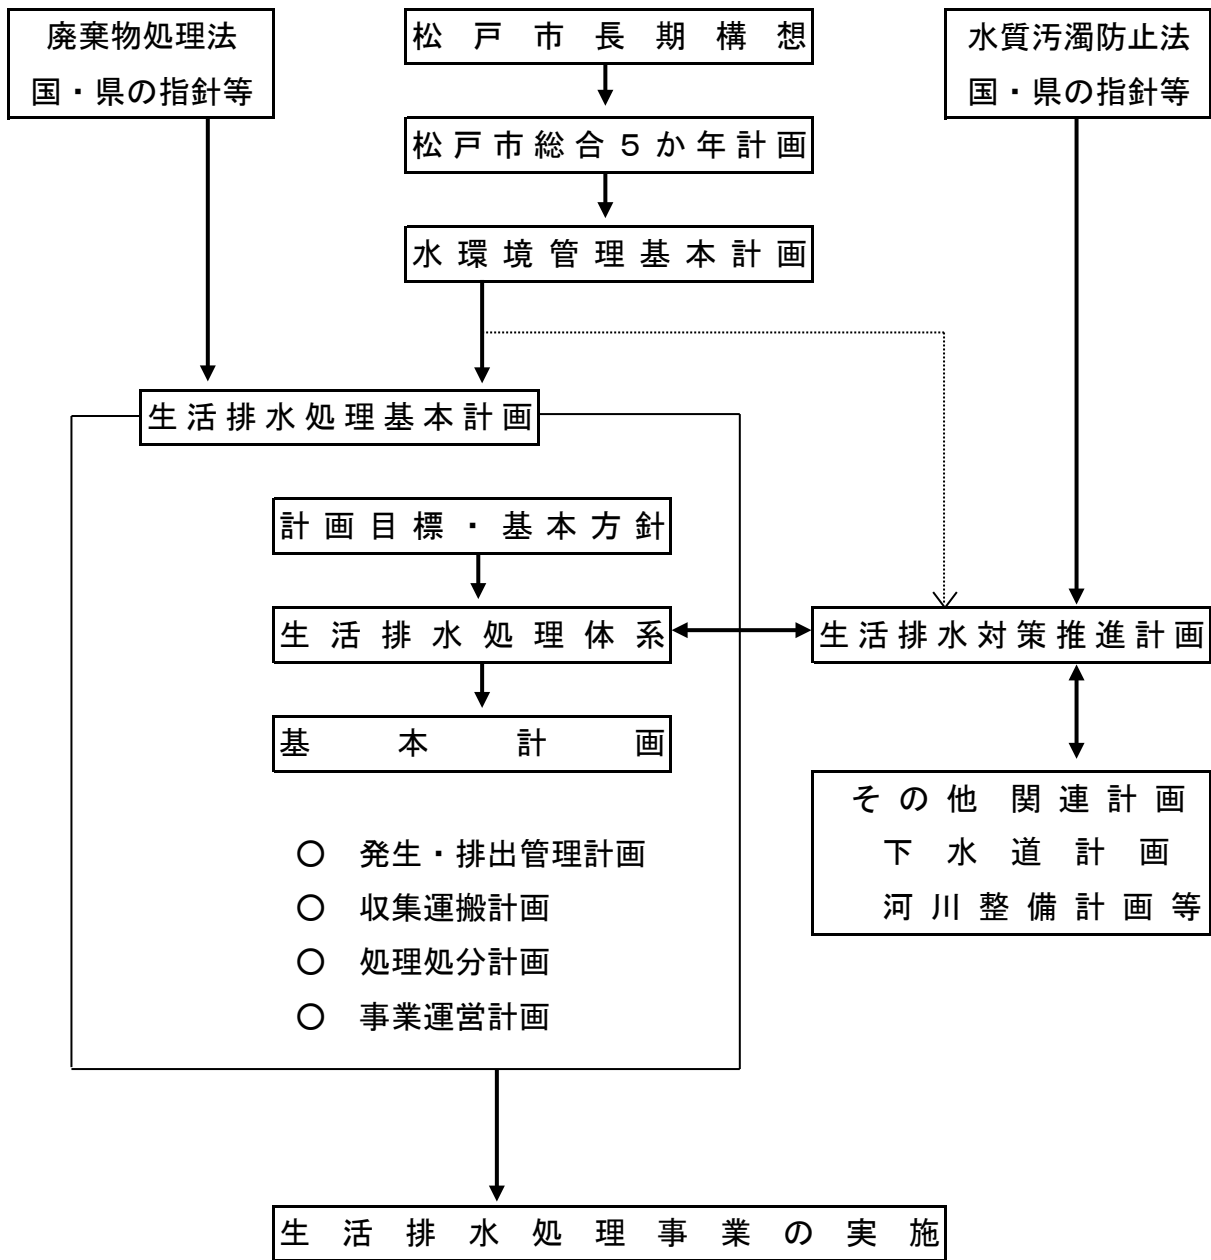 廃棄物処理法
国・県の指針等
松戸市長期構想
水質汚濁防止法
国・県の指針等
松戸市総合５か年計画
水環境管理基本計画
生活排水処理基本計画
計画目標・基本方針
生活排水処理体系
生活排水対策推進計画
基本計画
その他 関連計画
下水道計画
河川整備計画等
○ 発生・排出管理計画
○ 収集運搬計画
○ 処理処分計画
○ 事業運営計画
生活排水処理事業の実施